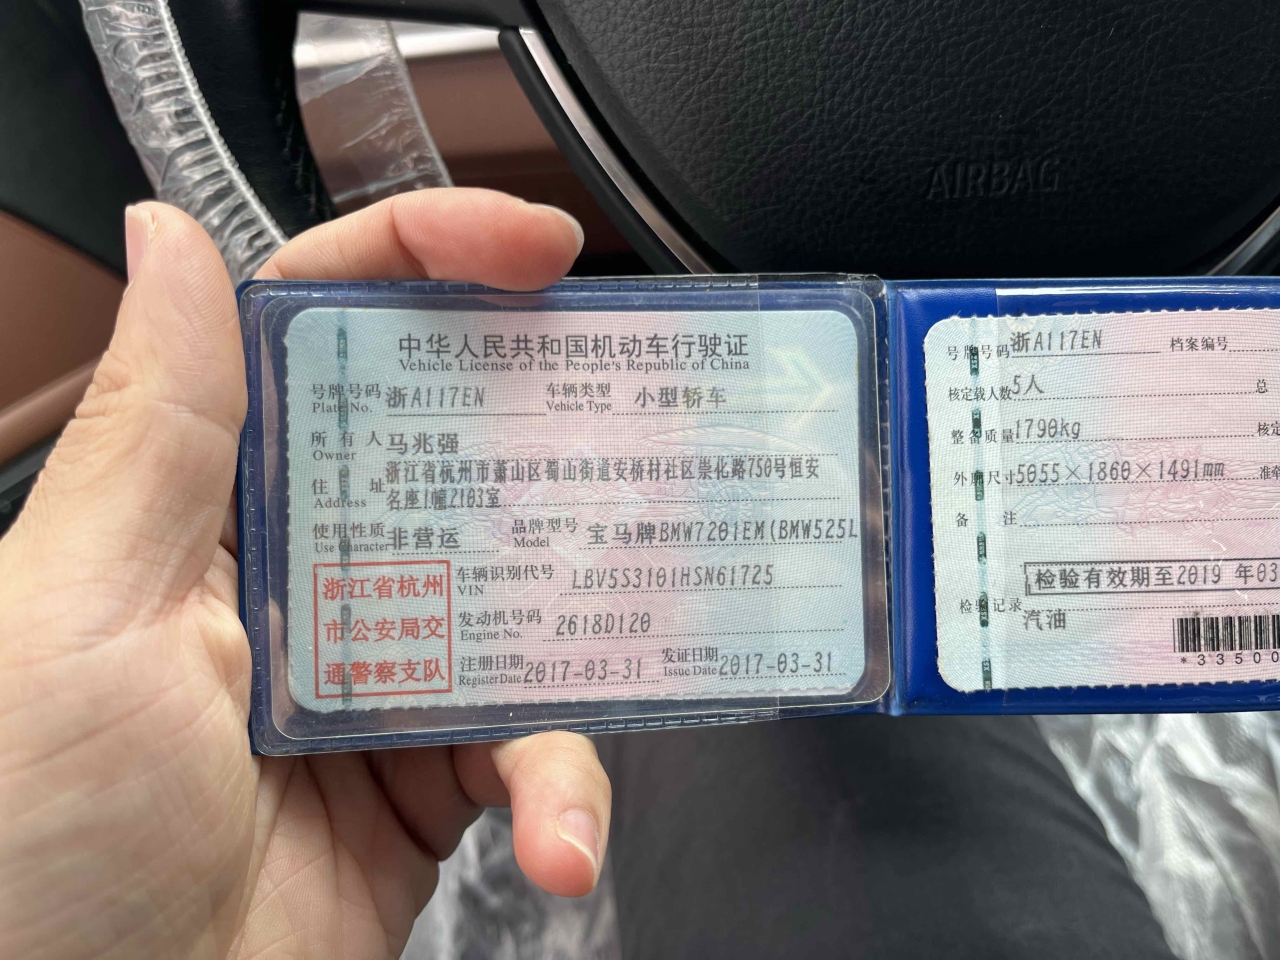 AIRBAG
中华人民共和国机动车行驶证
Vehicle License of the People's Republic of China
号牌号码 浙A117EN 车辆类型 小型轿车
Plate No. Vehicle Type
所有人 马兆强
Owner
住址 浙江省杭州市萧山区蜀山街道安桥村社区崇化路750号恒安
Address 名座1幢2103室
使用性质 非营运 品牌型号 宝马牌BMW7201EM(BMW525L
Use Character Model
浙江省杭州
市公安局交
通警察支队
车辆识别代号 LBV5S3101HSN61725
VIN
发动机号码 2618D120
Engine No.
注册日期 2017-03-31 发证日期 2017-03-31
Register Date Issue Date
号牌号码 浙A117EN 档案编号
核定载人数 5人 总
整备质量 1790kg 核定
外廓尺寸 5055×1860×1491mm 准牵
备注
检验有效期至2019 年03
检验记录
汽油
*33500